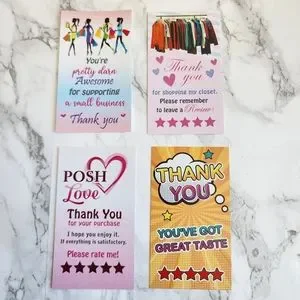 You're
pretty darn
Awesome
for supporting
a small business
Thank you
Thank
you
for shopping my closet.
Please remember
to leave a Review
POSH
Love
Thank You
for your purchase
I hope you enjoy it.
If everything is satisfactory.
Please rate me!
THANK
YOU
YOU'VE GOT
GREAT TASTE